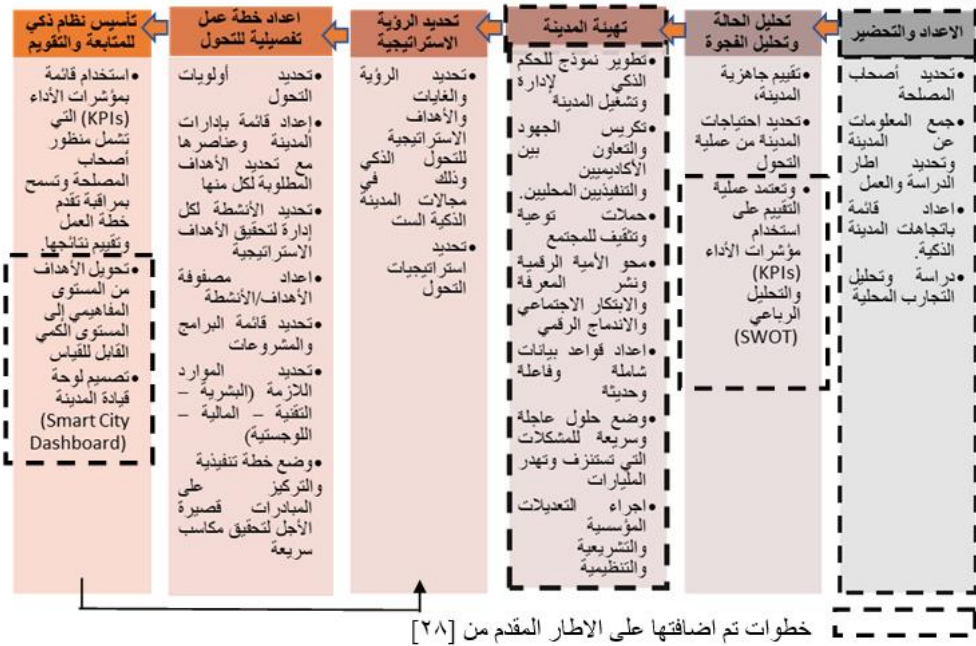 الاعداد والتحضير
•تحديد أصحاب
المصلحة
•جمع المعلومات
عن المدينة
وتحديد اطار
الدراسة والعمل
•اعداد قائمة
باتجاهات المدينة
الذكية.
•دراسة وتحليل
التجارب المحلية
تحليل الحالة
وتحليل الفجوة
•تقييم جاهزية
المدينة،
•تحديد احتياجات
المدينة من عملية
التحول
•وتعتمد عملية
التقييم على
استخدام
مؤشرات الأداء
(KPIs)
والتحليل
الرباعي
(SWOT)
تهيئة المدينة
•تطوير نموذج للحكم
الذكي لإدارة
وتشغيل المدينة
•تكريس الجهود
والتعاون بين
الأكاديميين
والتنفيذيين المحليين.
•حملات توعية
وتثقيف للمجتمع
•محو الأمية الرقمية
ونشر المعرفة
والابتكار الاجتماعي
والاندماج الرقمي
•اعداد قواعد بيانات
شاملة وفاعلة
وحديثة
•وضع حلول عاجلة
وسريعة للمشكلات
التي تستنزف وتهدر
المليارات
•اجراء التعديلات
المؤسسية
والتشريعية
والتنظيمية
تحديد الرؤية
الاستراتيجية
•تحديد الرؤية
والغايات
والأهداف
الاستراتيجية
للتحول الذكي
وذلك في
مجالات المدينة
الذكية الست
•تحديد
استراتيجيات
التحول
اعداد خطة عمل
تفصيلية للتحول
•تحديد أولويات
التحول
•إعداد قائمة بإدارات
المدينة وعناصرها
مع تحديد الأهداف
المطلوبة لكل منها
•تحديد الأنشطة لكل
إدارة لتحقيق الأهداف
الاستراتيجية
•اعداد مصفوفة
الأهداف/الأنشطة
•تحديد قائمة البرامج
والمشروعات
•تحديد الموارد
اللازمة (البشرية –
التقنية – المالية –
اللوجستية)
•وضع خطة تنفيذية
والتركيز على
المبادرات قصيرة
الأجل لتحقيق مكاسب
سريعة
تأسيس نظام ذكي
للمتابعة والتقويم
•استخدام قائمة
بمؤشرات الأداء
(KPIs) التي
تشمل منظور
أصحاب
المصلحة وتسمح
بمراقبة تقدم
خطة العمل
وتقييم نتائجها.
•تحويل الأهداف
من المستوى
المفاهيمي إلى
المستوى الكمي
القابل للقياس
•تصميم لوحة
قيادة المدينة
(Smart City
Dashboard)
خطوات تم اضافتها على الاطار المقدم من [٢٨]